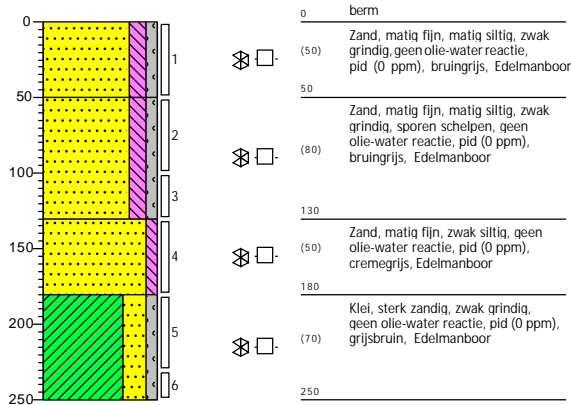 0
berm
0
Zand, matig fijn, matig siltig, zwak
grindig, geen olie-water reactie,
pid (0 ppm), bruingrijs, Edelmanboor
(50)
1
50
50
Zand, matig fijn, matig siltig, zwak
grindig, sporen schelpen, geen
olie-water reactie, pid (0 ppm),
bruingrijs, Edelmanboor
(80)
2
100
3
130
Zand, matig fijn, zwak siltig, geen
olie-water reactie, pid (0 ppm),
cremegrijs, Edelmanboor
(50)
4
150
180
Klei, sterk zandig, zwak grindig,
geen olie-water reactie, pid (0 ppm),
grijsbruin, Edelmanboor
(70)
200
5
6
250
250